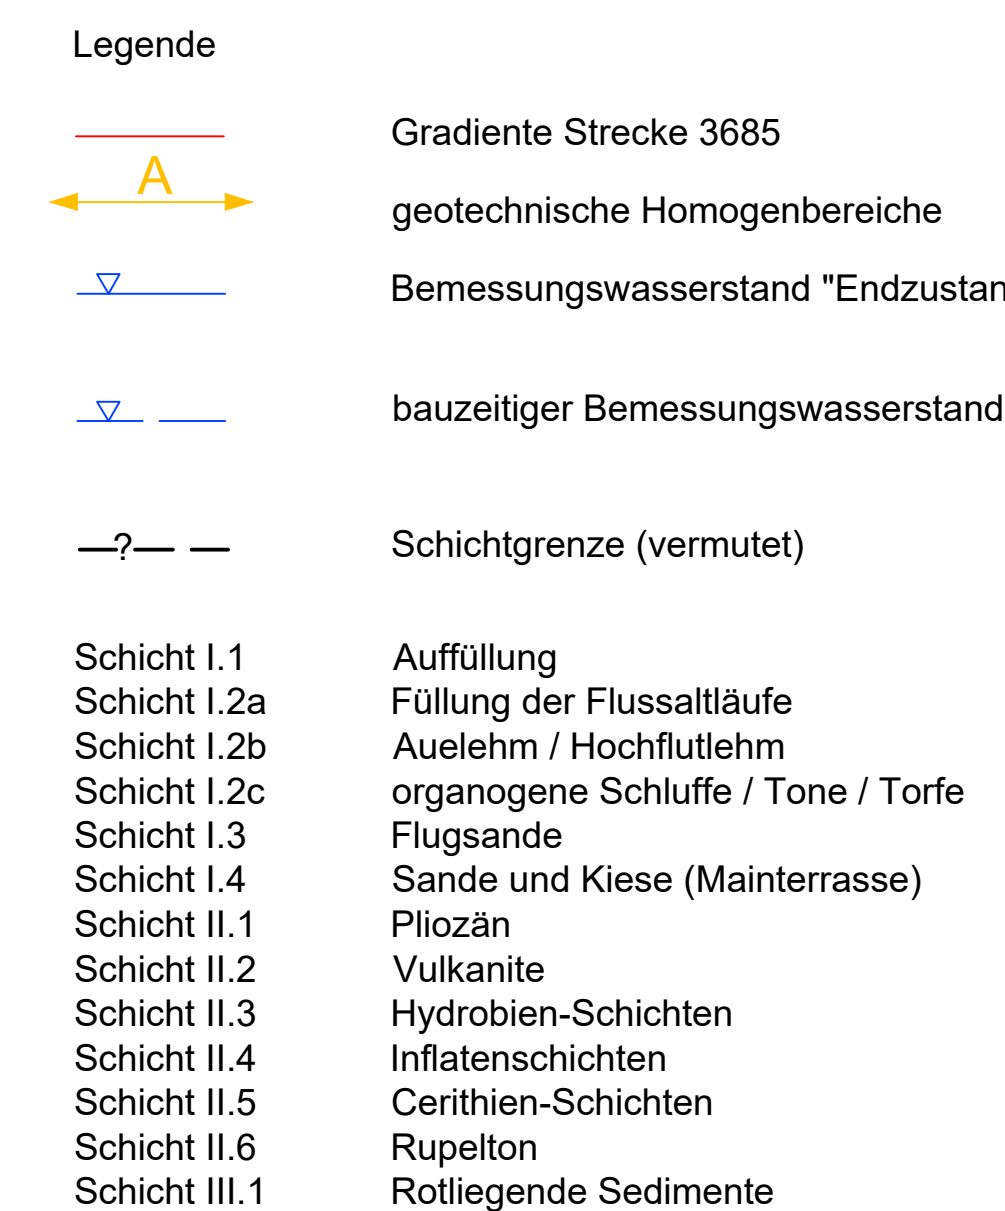 Legende
Gradiente Strecke 3685
A
geotechnische Homogenbereiche
Bemessungswasserstand "Endzustan
bauzeitiger Bemessungswasserstand
? Schichtgrenze (vermutet)
Schicht I.1 Auffüllung
Schicht I.2a Füllung der Flussaltläufe
Schicht I.2b Auelehm / Hochflutlehm
Schicht I.2c organogene Schluffe / Tone / Torfe
Schicht I.3 Flugsande
Schicht I.4 Sande und Kiese (Mainterrasse)
Schicht II.1 Pliozän
Schicht II.2 Vulkanite
Schicht II.3 Hydrobien-Schichten
Schicht II.4 Inflatenschichten
Schicht II.5 Cerithien-Schichten
Schicht II.6 Rupelton
Schicht III.1 Rotliegende Sedimente